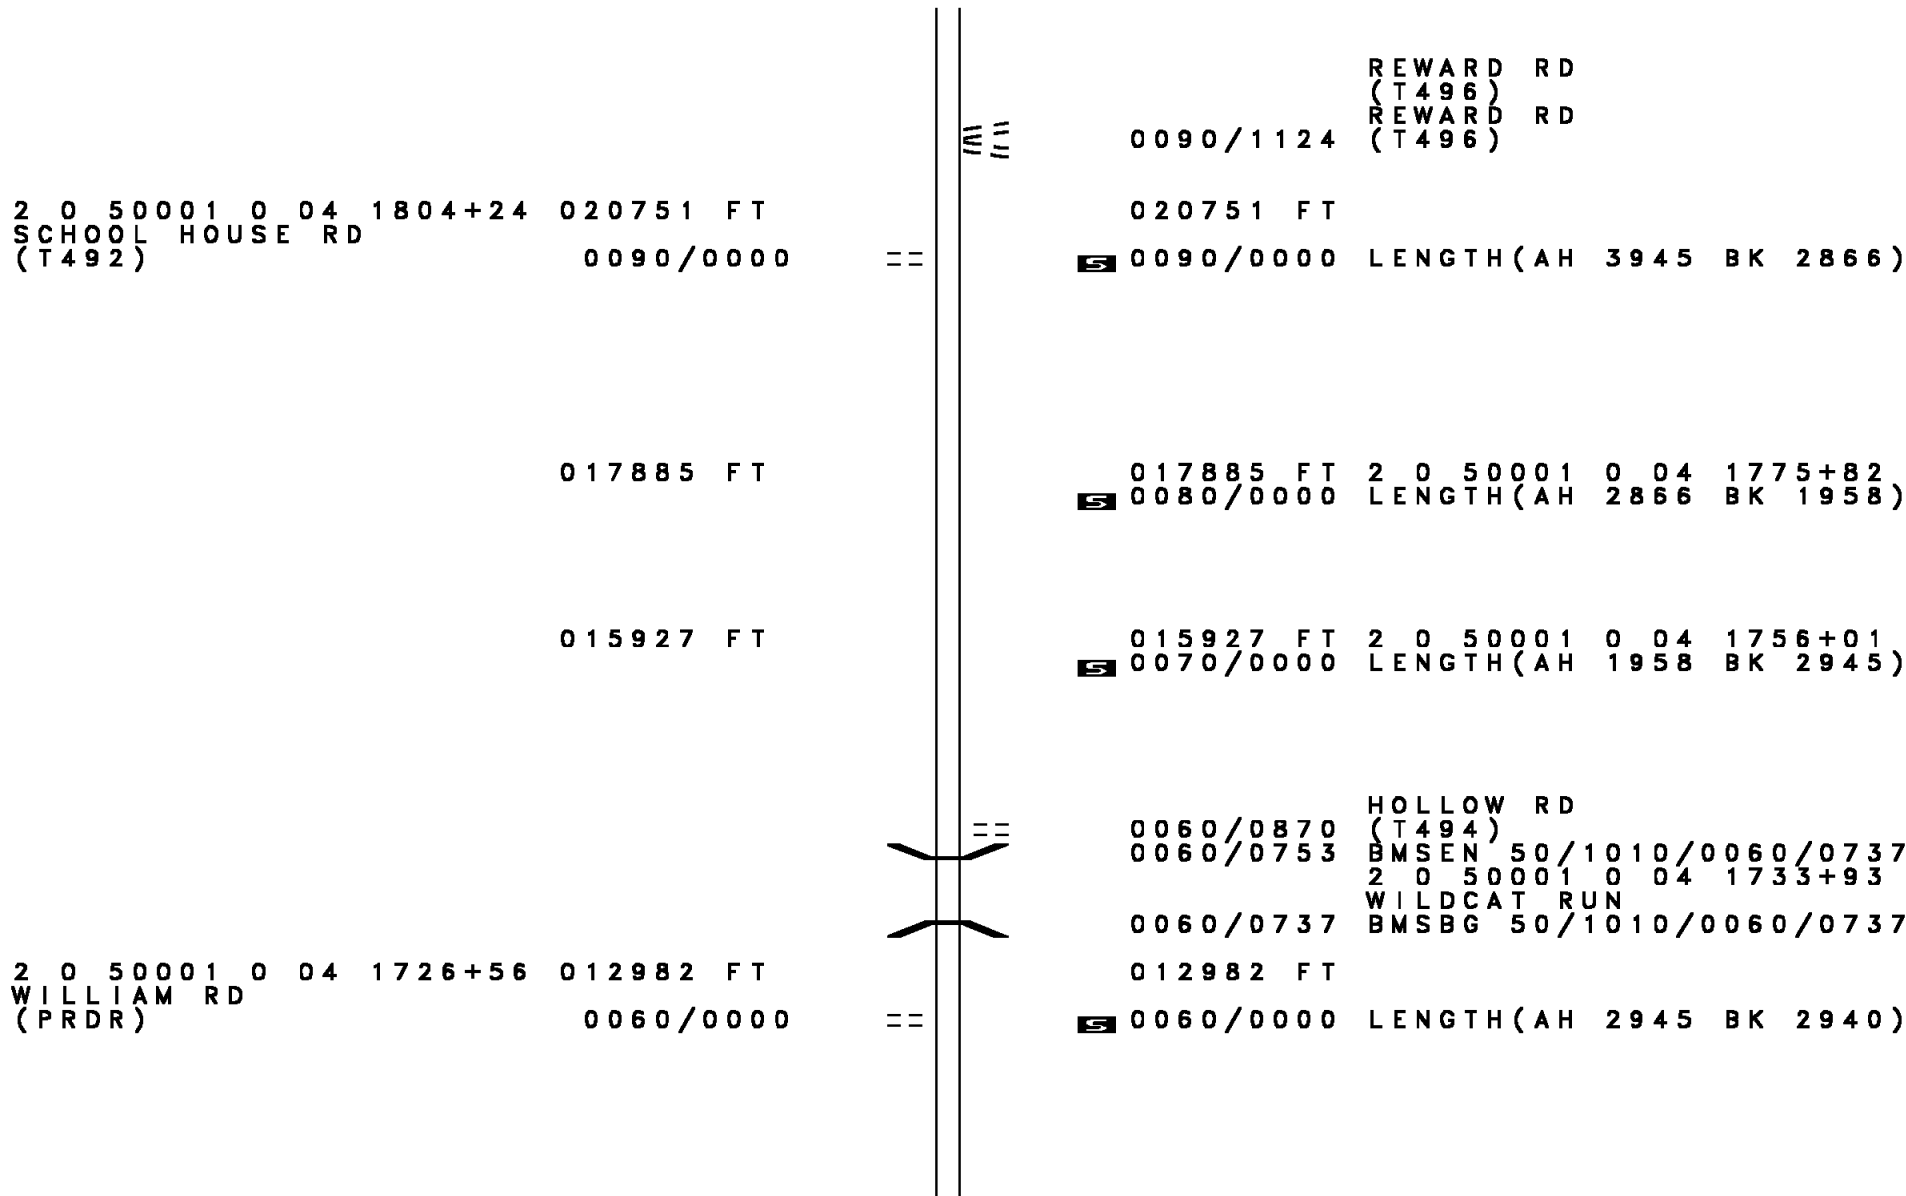 REWARD RD
(T496)
REWARD RD
0090/1124 (T496)
2 0 50001 0 04 1804+24 020751 FT 020751 FT
SCHOOL HOUSE RD
(T492) 0090/0000 == S 0090/0000 LENGTH(AH 3945 BK 2866)
017885 FT 017885 FT 2 0 50001 0 04 1775+82
S 0080/0000 LENGTH(AH 2866 BK 1958)
015927 FT 015927 FT 2 0 50001 0 04 1756+01
S 0070/0000 LENGTH(AH 1958 BK 2945)
HOLLOW RD
== 0060/0870 (T494)
0060/0753 BMSEN 50/1010/0060/0737
2 0 50001 0 04 1733+93
WILDCAT RUN
0060/0737 BMSBG 50/1010/0060/0737
2 0 50001 0 04 1726+56 012982 FT 012982 FT
WILLIAM RD
(PRDR) 0060/0000 == S 0060/0000 LENGTH(AH 2945 BK 2940)